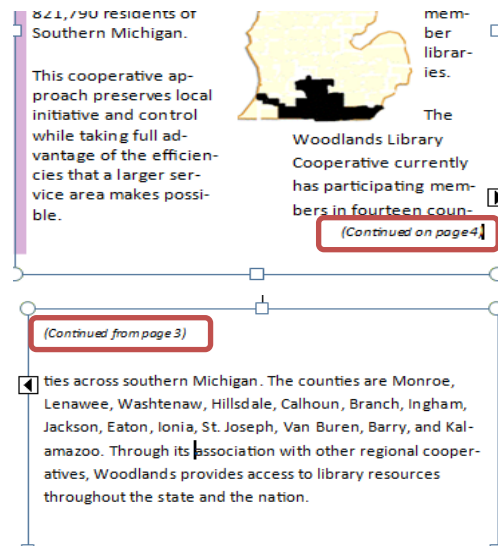 821,790 residents of
Southern Michigan.
This cooperative ap-
proach preserves local
initiative and control
while taking full ad-
vantage of the efficien-
cies that a larger ser-
vice area makes possi-
ble.
mem-
ber
librar-
ies.
The
Woodlands Library
Cooperative currently
has participating mem-
bers in fourteen coun-
(Continued on page 4)
(Continued from page 3)
ties across southern Michigan. The counties are Monroe,
Lenawee, Washtenaw, Hillsdale, Calhoun, Branch, Ingham,
Jackson, Eaton, Ionia, St. Joseph, Van Buren, Barry, and Kal-
amazoo. Through its association with other regional cooper-
atives, Woodlands provides access to library resources
throughout the state and the nation.